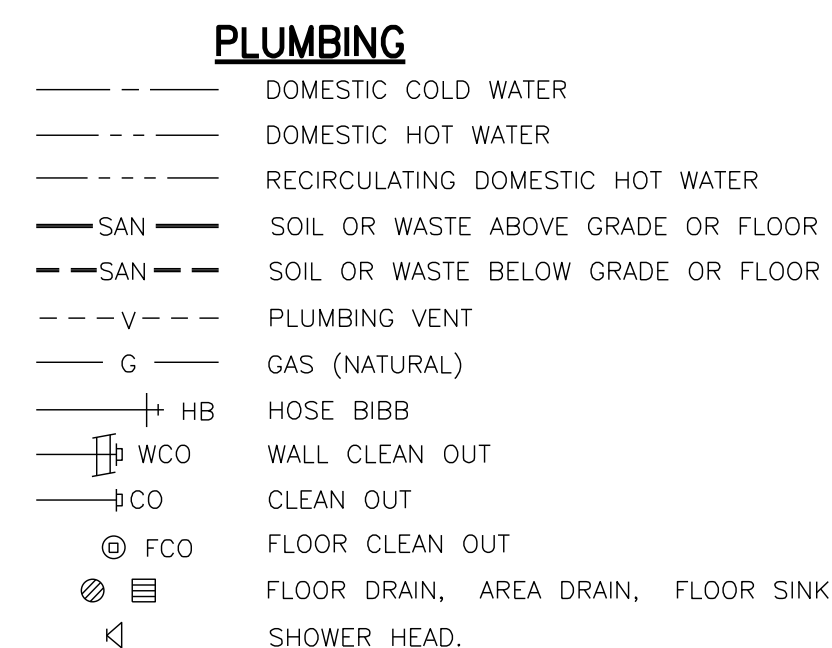 PLUMBING
DOMESTIC COLD WATER
DOMESTIC HOT WATER
RECIRCULATING DOMESTIC HOT WATER
SAN SOIL OR WASTE ABOVE GRADE OR FLOOR
SAN SOIL OR WASTE BELOW GRADE OR FLOOR
V PLUMBING VENT
G GAS (NATURAL)
HB HOSE BIBB
WCO WALL CLEAN OUT
CO CLEAN OUT
FCO FLOOR CLEAN OUT
FLOOR DRAIN, AREA DRAIN, FLOOR SINK
SHOWER HEAD.